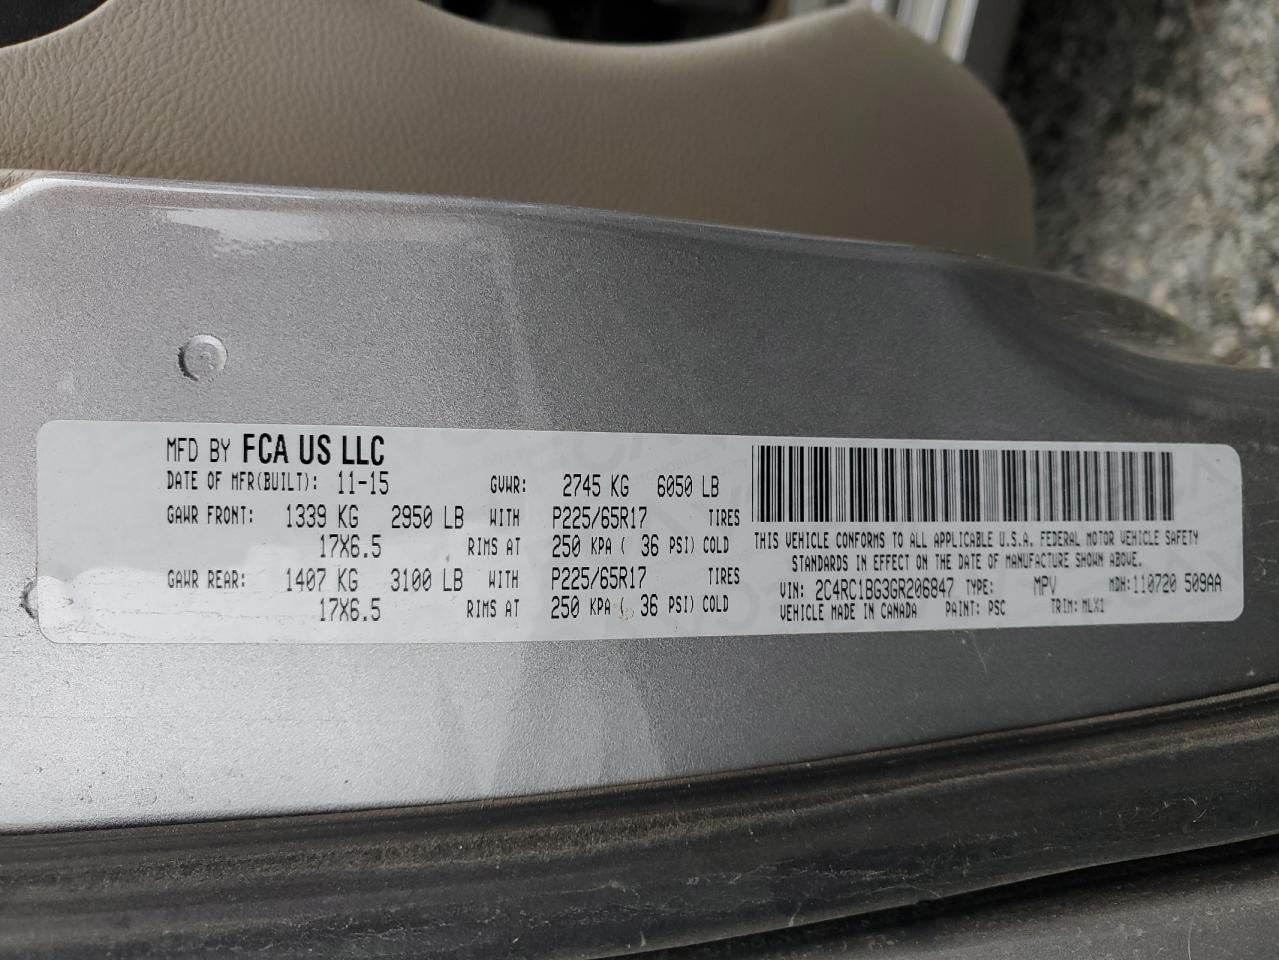 MFD BY FCA US LLC
DATE OF MFR(BUILT): 11-15 GVWR: 2745 KG 6050 LB
GAWR FRONT: 1339 KG 2950 LB WITH P225/65R17 TIRES
17X6.5 RIMS AT 250 KPA ( 36 PSI) COLD
GAWR REAR: 1407 KG 3100 LB WITH P225/65R17 TIRES
17X6.5 RIMS AT 250 KPA ( 36 PSI) COLD
THIS VEHICLE CONFORMS TO ALL APPLICABLE U.S.A. FEDERAL MOTOR VEHICLE SAFETY
STANDARDS IN EFFECT ON THE DATE OF MANUFACTURE SHOWN ABOVE.
VIN: 2C4RC1BG3GR206847 TYPE: MPV MDH: 110720 509AA
VEHICLE MADE IN CANADA PAINT: PSC TRIM: MLX1